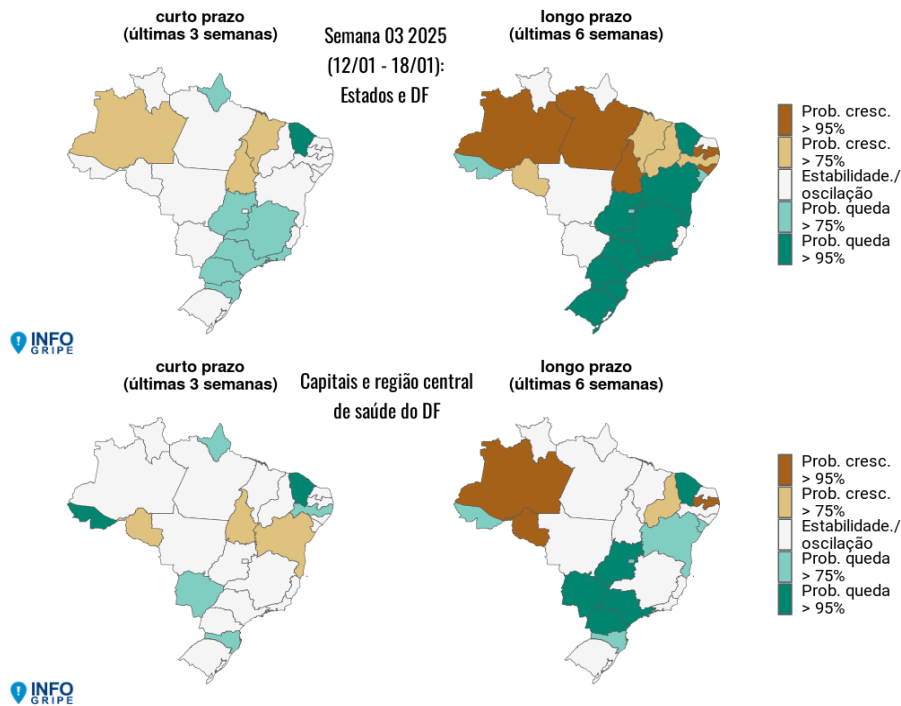 curto prazo
(últimas 3 semanas)
Semana 03 2025
(12/01 - 18/01):
Estados e DF
longo prazo
(últimas 6 semanas)
Prob. cresc.
> 95%
Prob. cresc.
> 75%
Estabilidade./
oscilação
Prob. queda
> 75%
Prob. queda
> 95%
INFO
GRIPE
curto prazo
(últimas 3 semanas)
Capitais e região central
de saúde do DF
longo prazo
(últimas 6 semanas)
Prob. cresc.
> 95%
Prob. cresc.
> 75%
Estabilidade./
oscilação
Prob. queda
> 75%
Prob. queda
> 95%
INFO
GRIPE